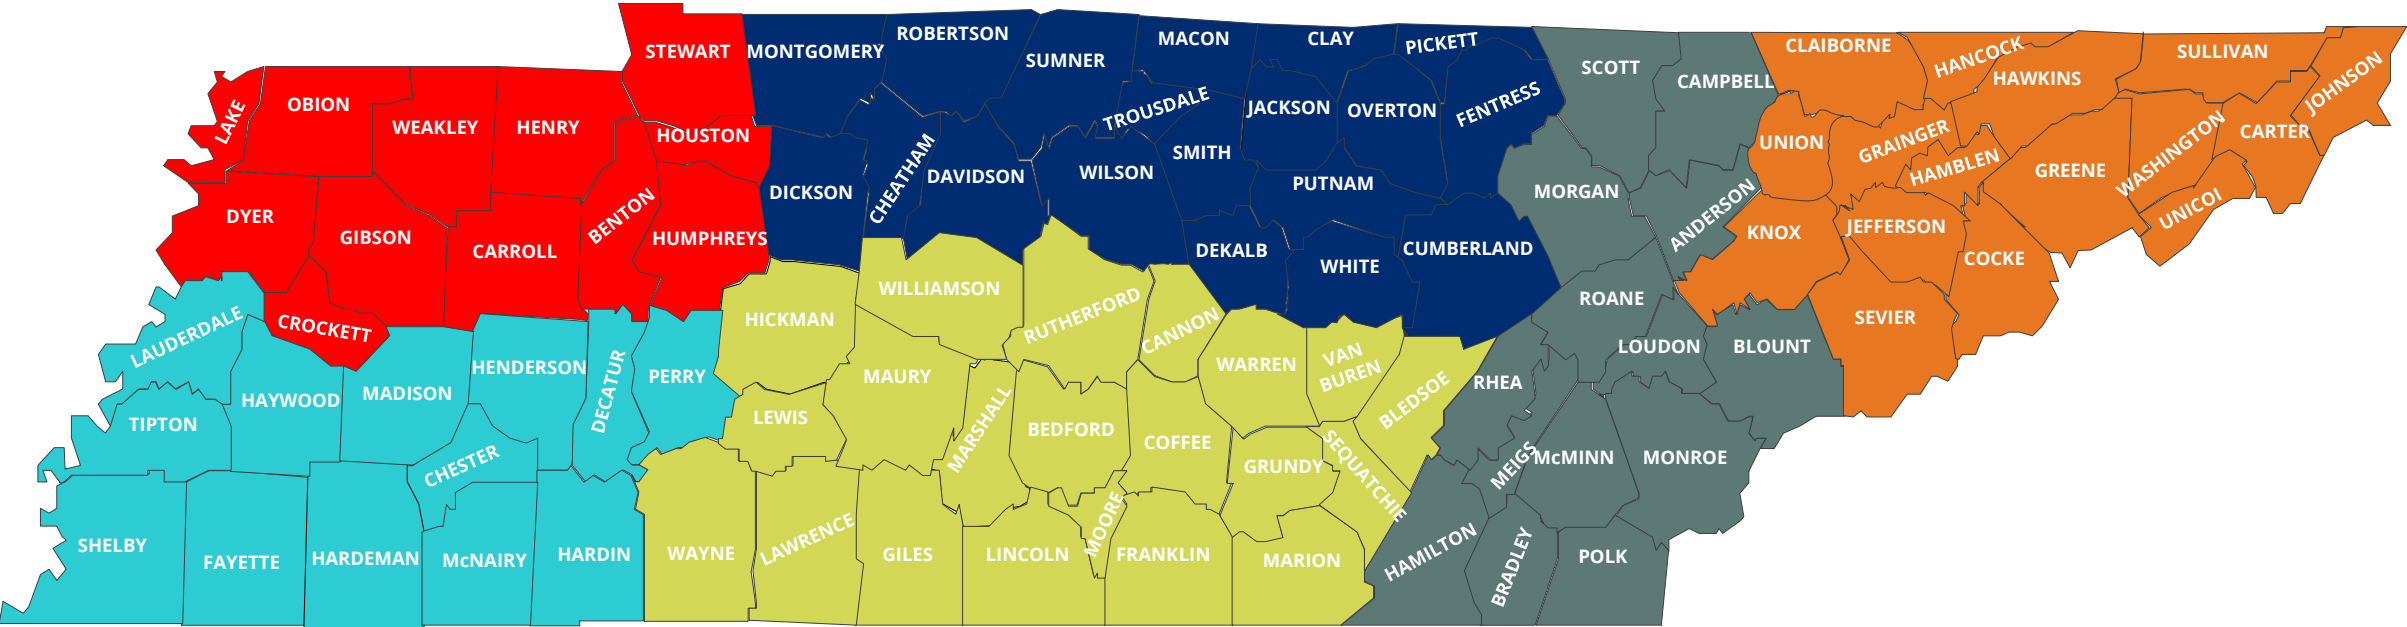 STEWART
MONTGOMERY
ROBERTSON
SUMNER
MACON
CLAY
PICKETT
SCOTT
CAMPBELL
CLAIBORNE
HANCOCK
HAWKINS
SULLIVAN
JOHNSON
LAKE
OBION
WEAKLEY
HENRY
HOUSTON
DICKSON
CHEATHAM
DAVIDSON
WILSON
TROUSDALE
SMITH
JACKSON
OVERTON
FENTRESS
PUTNAM
MORGAN
ANDERSON
UNION
GRAINGER
HAMBLEN
GREENE
WASHINGTON
CARTER
UNICOI
DYER
GIBSON
CARROLL
BENTON
HUMPHREYS
DEKALB
WHITE
CUMBERLAND
ROANE
KNOX
JEFFERSON
COCKE
LAUDERDALE
CROCKETT
HENDERSON
DECATUR
PERRY
HICKMAN
WILLIAMSON
RUTHERFORD
CANNON
WARREN
VAN
BUREN
BLEDSOE
RHEA
LOUDON
BLOUNT
SEVIER
TIPTON
HAYWOOD
MADISON
CHESTER
LEWIS
MAURY
MARSHALL
BEDFORD
COFFEE
GRUNDY
SEQUATCHIE
MEIGS
McMINN
MONROE
SHELBY
FAYETTE
HARDEMAN
McNAIRY
HARDIN
WAYNE
LAWRENCE
GILES
LINCOLN
MOORE
FRANKLIN
MARION
HAMILTON
BRADLEY
POLK